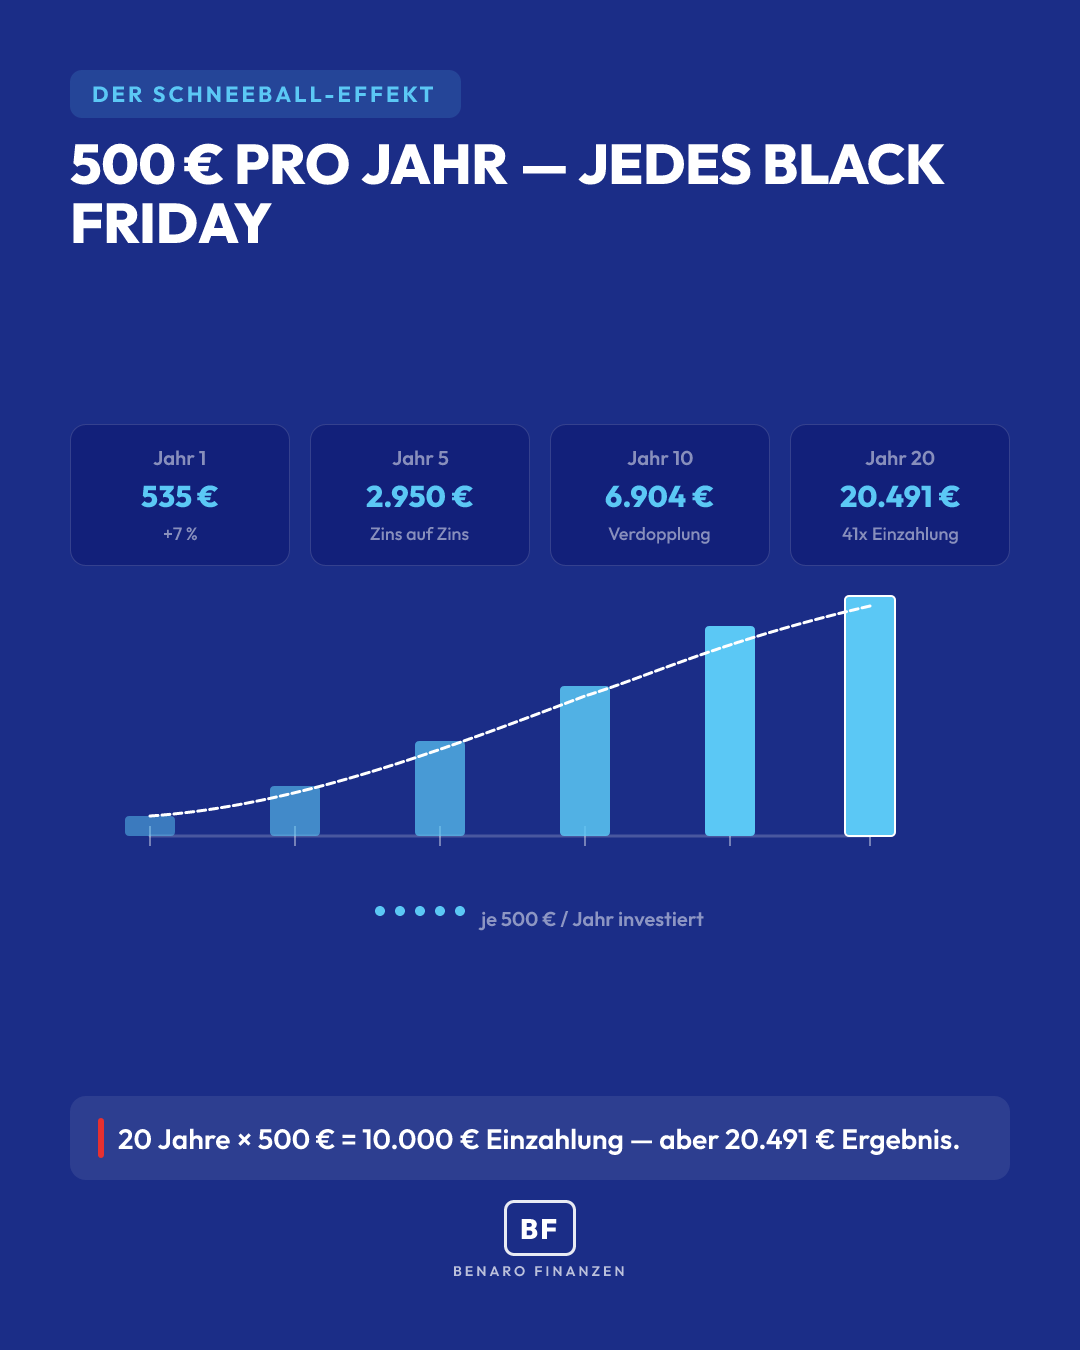 DER SCHNEEBALL-EFFEKT
500 € PRO JAHR — JEDES BLACK
FRIDAY
Jahr 1
535 €
+7 %
Jahr 5
2.950 €
Zins auf Zins
Jahr 10
6.904 €
Verdopplung
Jahr 20
20.491 €
41x Einzahlung
je 500 € / Jahr investiert
20 Jahre × 500 € = 10.000 € Einzahlung — aber 20.491 € Ergebnis.
BF
BENARO FINANZEN